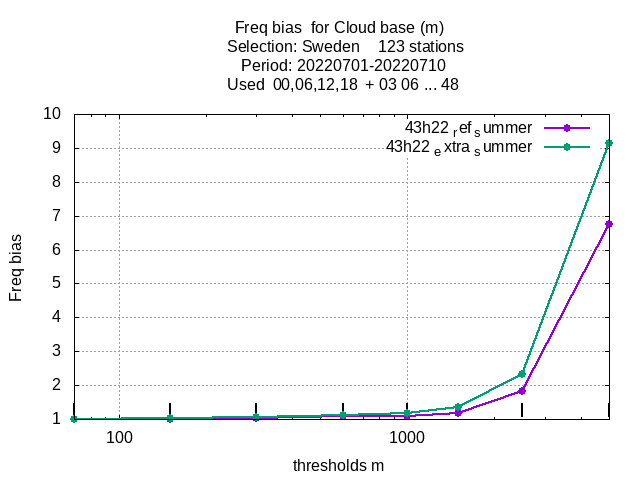 Freq bias  for Cloud base (m)
Selection: Sweden    123 stations
Period: 20220701-20220710
Used  00,06,12,18  + 03 06 ... 48
43h22 ref summer
43h22 extra summer
10
9
8
7
6
5
4
3
2
1
Freq bias
100
1000
thresholds m